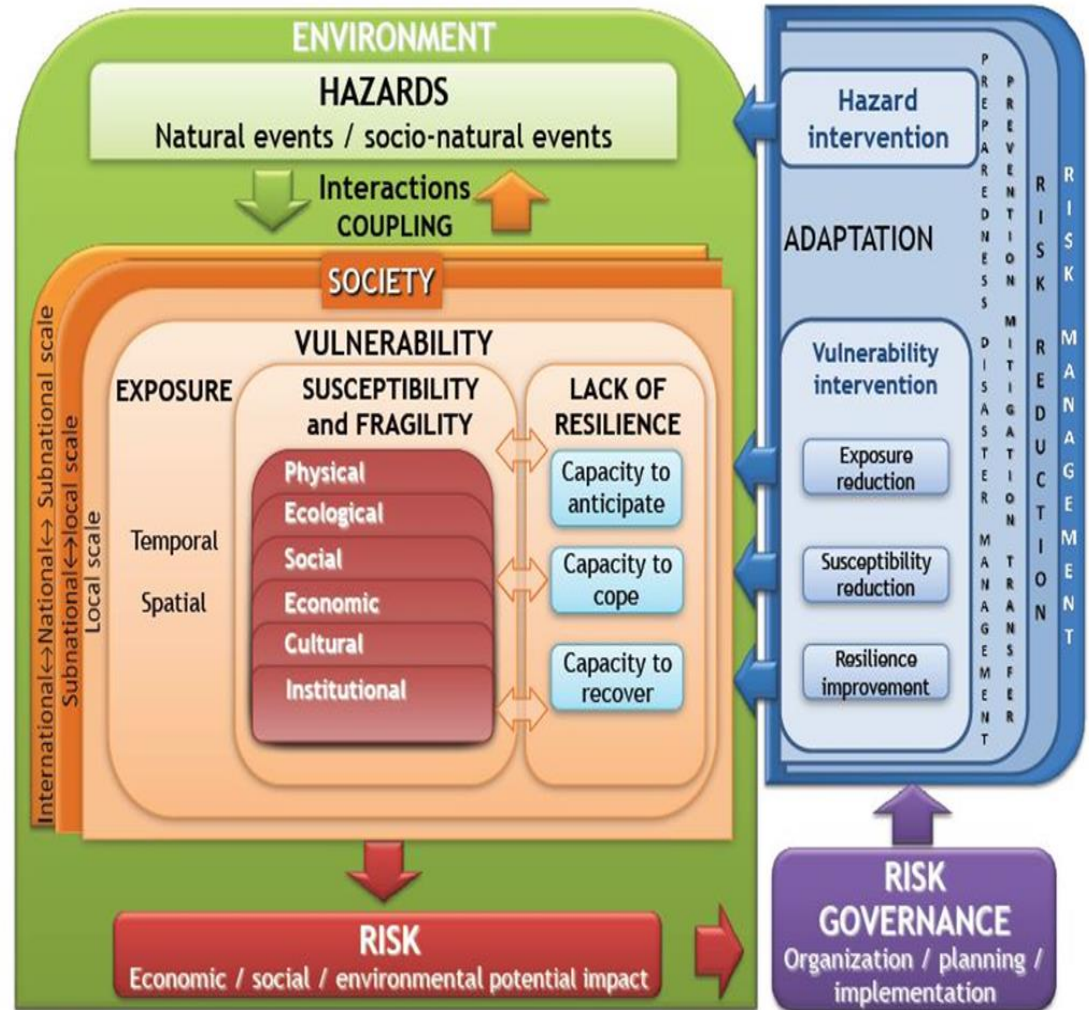 ENVIRONMENT
HAZARDS
Natural events / socio-natural events
Interactions
COUPLING
SOCIETY
International↔National↔ Subnational scale
Subnational↔local scale
Local scale
VULNERABILITY
EXPOSURE
Temporal
Spatial
SUSCEPTIBILITY
and FRAGILITY
Physical
Ecological
Social
Economic
Cultural
Institutional
LACK OF
RESILIENCE
Capacity to
anticipate
Capacity to
cope
Capacity to
recover
RISK
Economic / social / environmental potential impact
Hazard
intervention
ADAPTATION
Vulnerability
intervention
Exposure
reduction
Susceptibility
reduction
Resilience
improvement
PREPAREDNESS DISASTER MANAGEMENT
PREVENTION MITIGATION TRANSFER
RISK REDUCTION
RISK MANAGEMENT
RISK
GOVERNANCE
Organization / planning /
implementation